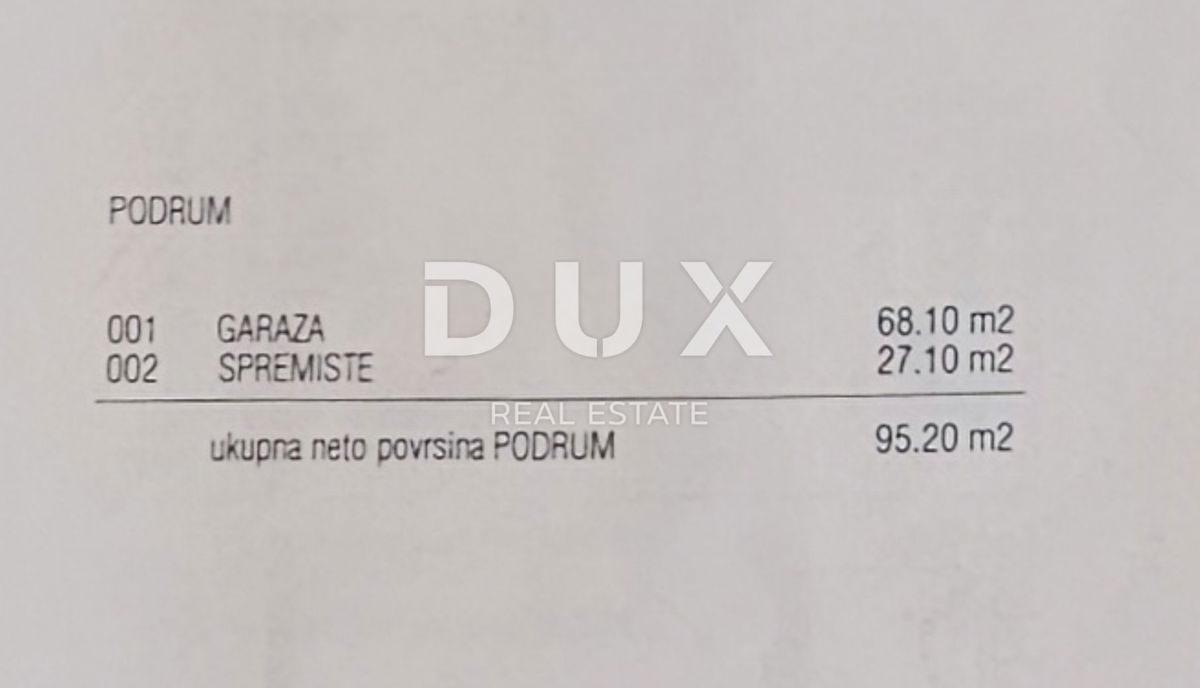 PODRUM
001 GARAZA 68.10 m2
002 SPREMISTE 27.10 m2
ukupna neto povrsina PODRUM 95.20 m2
DUX
REAL ESTATE